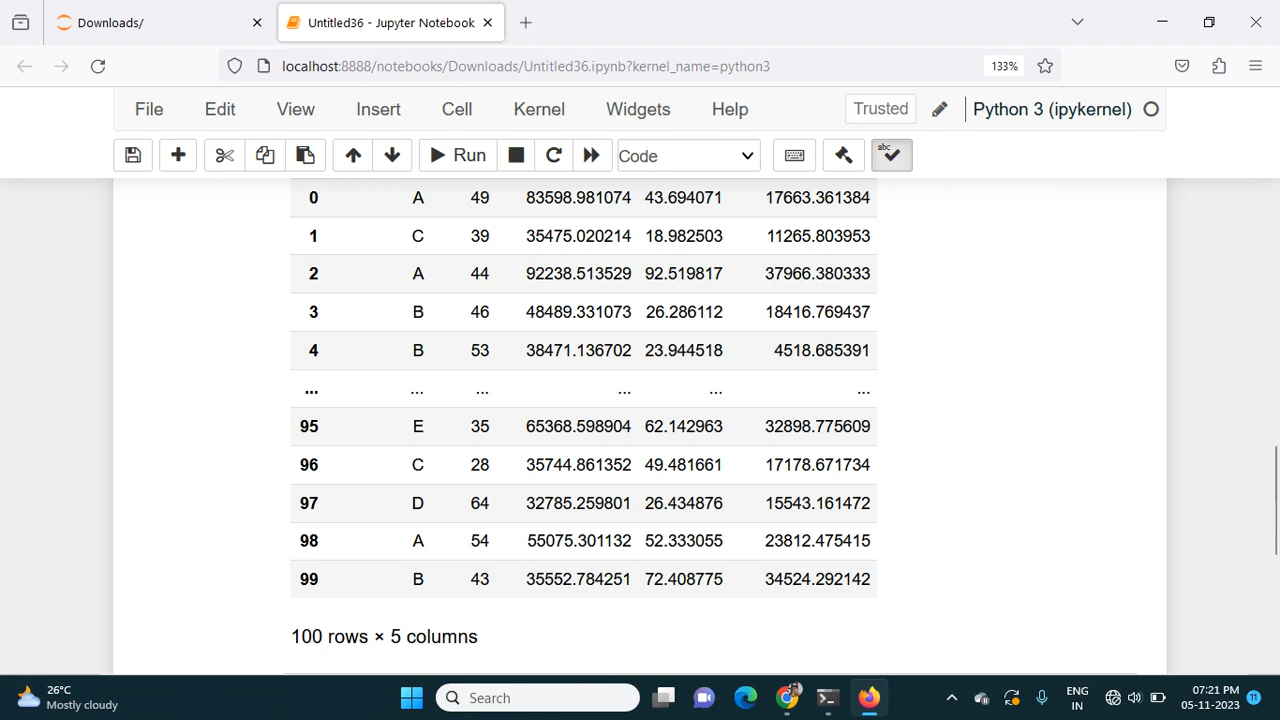 Downloads/
Untitled36 - Jupyter Notebook
localhost:8888/notebooks/Downloads/Untitled36.ipynb?kernel_name=python3
133%
File Edit View Insert Cell Kernel Widgets Help
Trusted
Python 3 (ipykernel)
Run
Code
abc
0 A 49 83598.981074 43.694071 17663.361384
1 C 39 35475.020214 18.982503 11265.803953
2 A 44 92238.513529 92.519817 37966.380333
3 B 46 48489.331073 26.286112 18416.769437
4 B 53 38471.136702 23.944518 4518.685391
... ... ... ... ... ...
95 E 35 65368.598904 62.142963 32898.775609
96 C 28 35744.861352 49.481661 17178.671734
97 D 64 32785.259801 26.434876 15543.161472
98 A 54 55075.301132 52.333055 23812.475415
99 B 43 35552.784251 72.408775 34524.292142
100 rows × 5 columns
26°C
Mostly cloudy
Search
ENG
IN
07:21 PM
05-11-2023
11